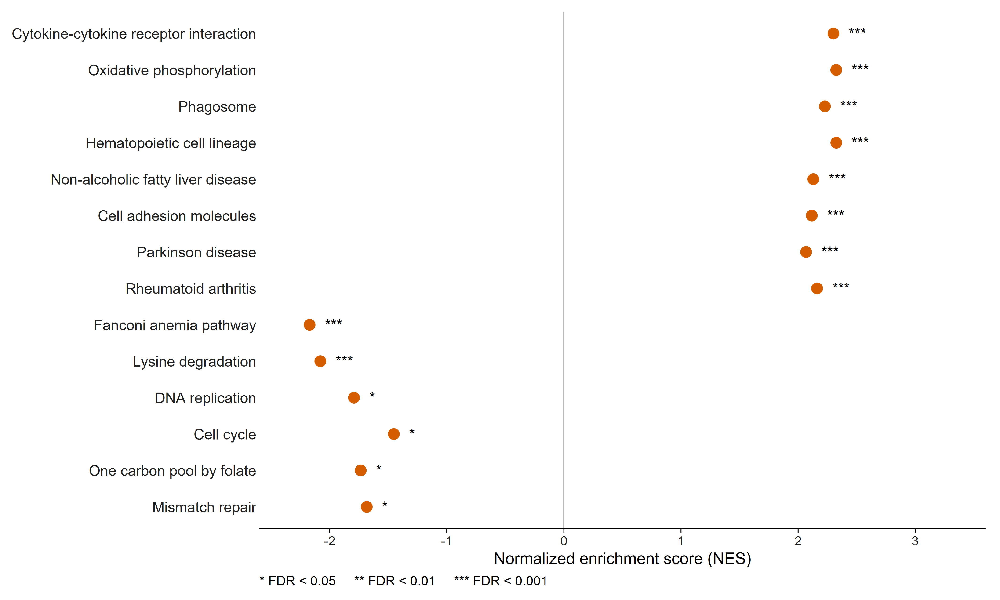 Cytokine-cytokine receptor interaction ***
Oxidative phosphorylation ***
Phagosome ***
Hematopoietic cell lineage ***
Non-alcoholic fatty liver disease ***
Cell adhesion molecules ***
Parkinson disease ***
Rheumatoid arthritis ***
Fanconi anemia pathway ***
Lysine degradation ***
DNA replication *
Cell cycle *
One carbon pool by folate *
Mismatch repair *
-2 -1 0 1 2 3
Normalized enrichment score (NES)
* FDR < 0.05 ** FDR < 0.01 *** FDR < 0.001